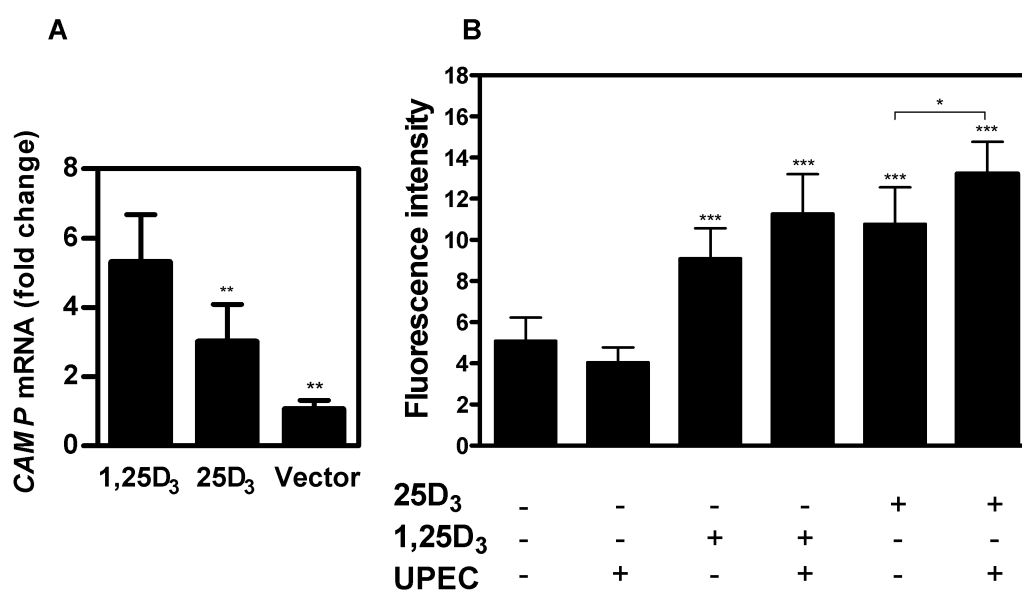 A
CAMP mRNA (fold change)
8
6
4
2
0
**
**
1,25D3 25D3 Vector
B
Fluorescence intensity
18
16
14
12
10
8
6
4
2
0
***
***
***
***
*
25D3 - - - - + +
1,25D3 - - + + - -
UPEC - + - + - +